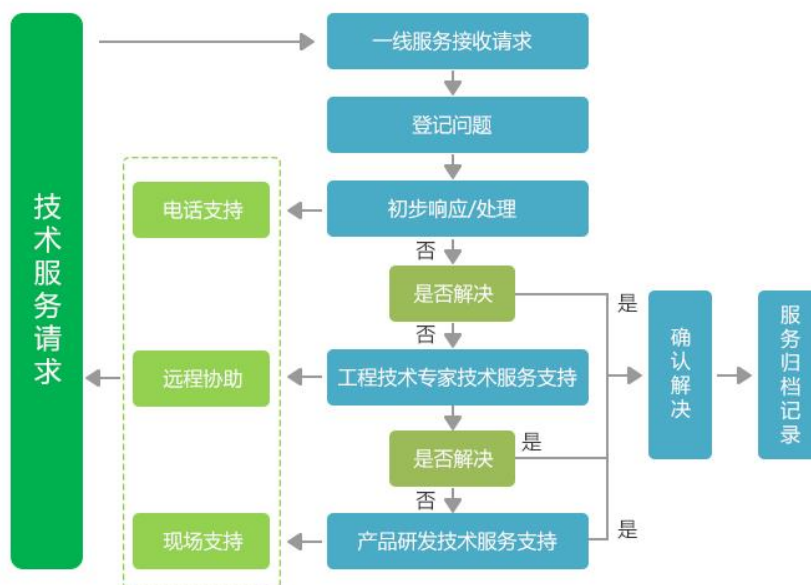 技术服务请求
一线服务接收请求
登记问题
电话支持
初步响应/处理
否
是否解决
是
否
远程协助
工程技术专家技术服务支持
确认解决
服务归档记录
是否解决
是
否
现场支持
产品研发技术服务支持
是